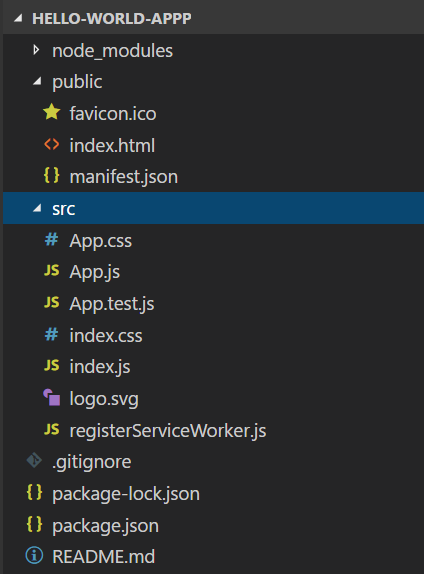 HELLO-WORLD-APPP
node_modules
public
favicon.ico
index.html
manifest.json
src
App.css
App.js
App.test.js
index.css
index.js
logo.svg
registerServiceWorker.js
.gitignore
package-lock.json
package.json
README.md